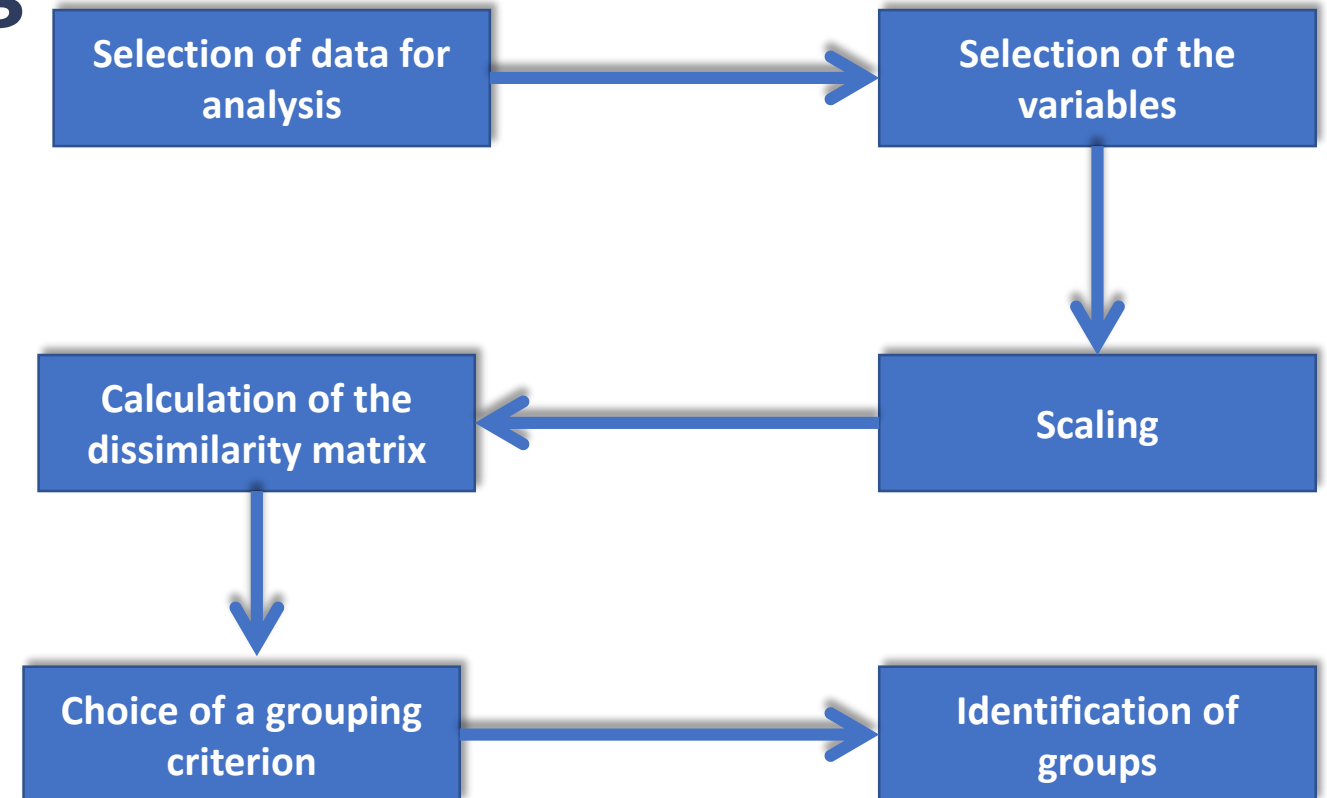 s
Selection of data for
analysis
Selection of the
variables
Scaling
Calculation of the
dissimilarity matrix
Choice of a grouping
criterion
Identification of
groups